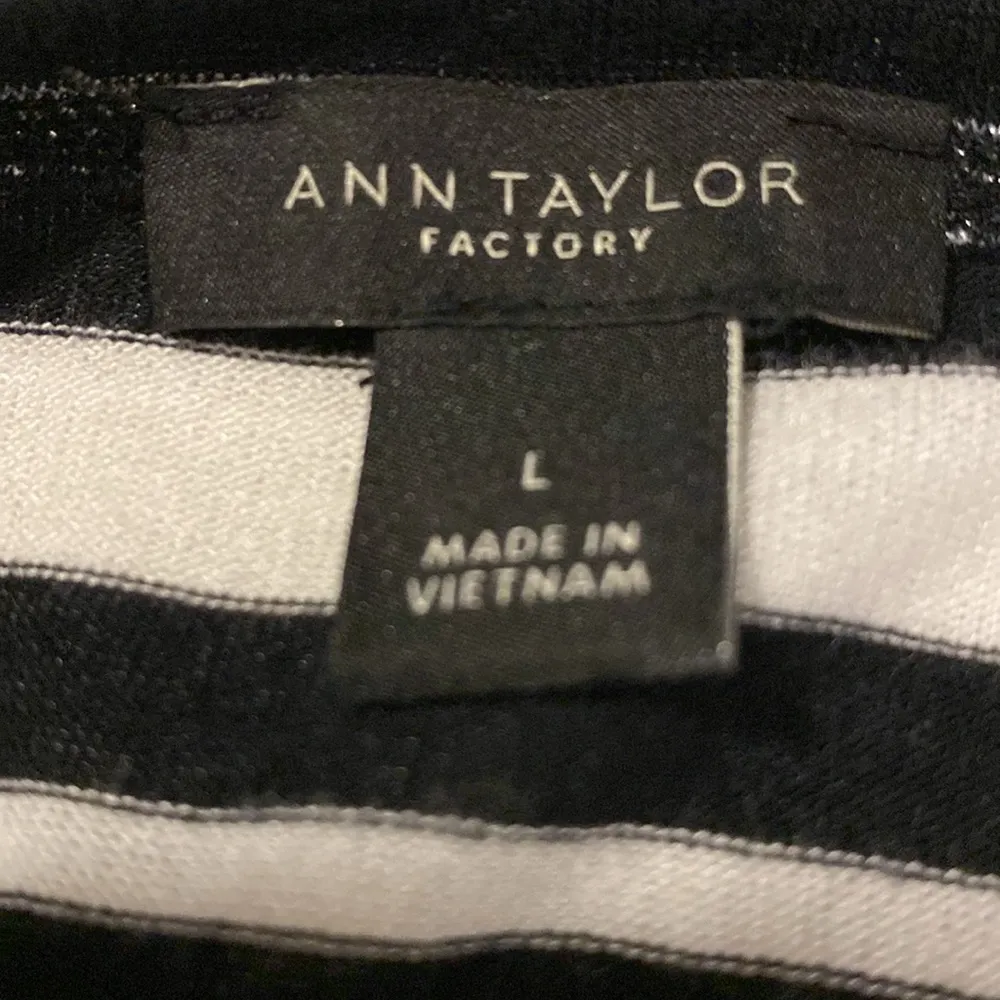 ANN TAYLOR
FACTORY
L
MADE IN
VIETNAM